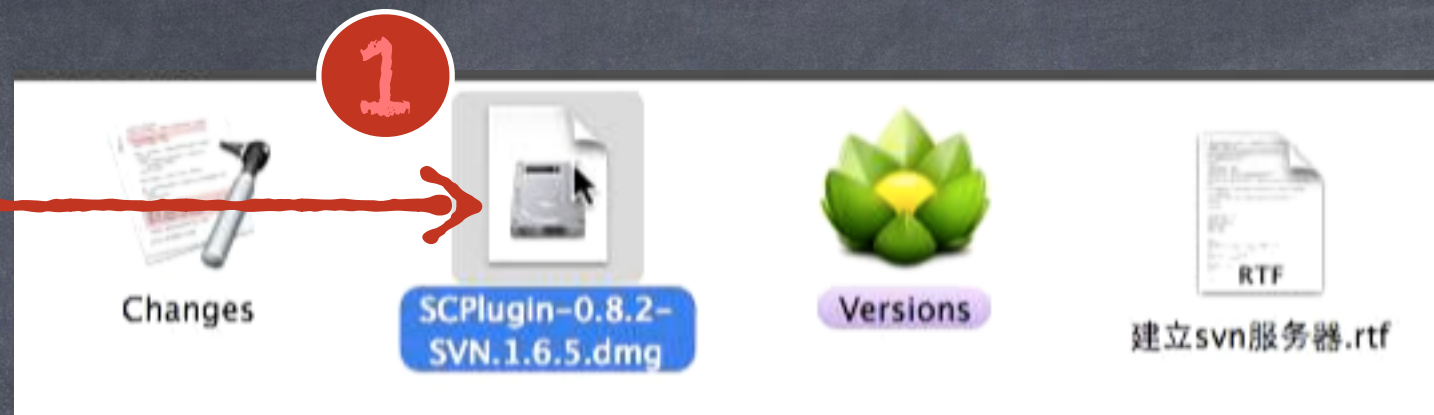 1
Changes
SCPlugin-0.8.2-
SVN.1.6.5.dmg
Versions
RTF
建立svn服务器.rtf